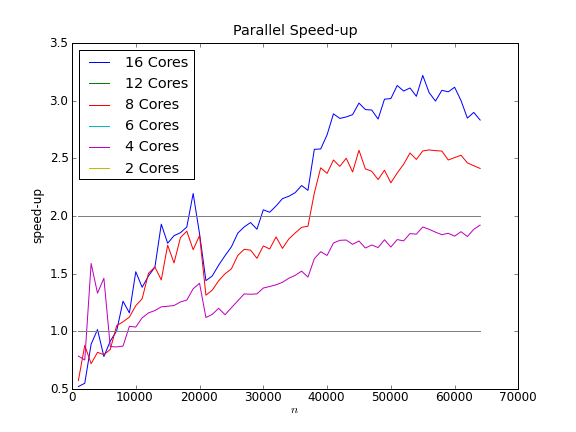 Parallel Speed-up
3.5
3.0
2.5
2.0
1.5
1.0
0.5
speed-up
16 Cores
12 Cores
8 Cores
6 Cores
4 Cores
2 Cores
0 10000 20000 30000 40000 50000 60000 70000
n